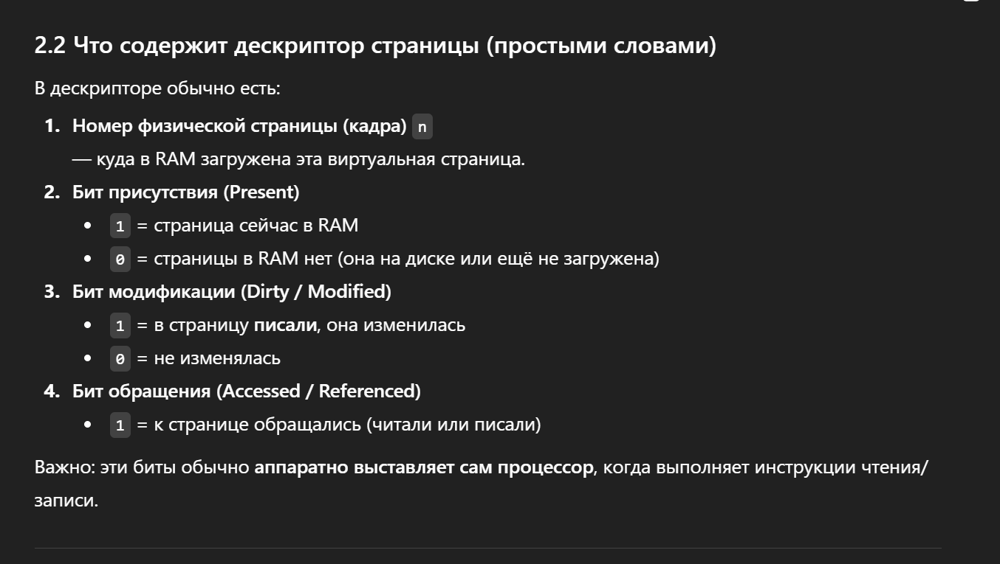 2.2 Что содержит дескриптор страницы (простыми словами)
В дескрипторе обычно есть:
1. Номер физической страницы (кадра) n
— куда в RAM загружена эта виртуальная страница.
2. Бит присутствия (Present)
• 1 = страница сейчас в RAM
• 0 = страницы в RAM нет (она на диске или ещё не загружена)
3. Бит модификации (Dirty / Modified)
• 1 = в страницу писали, она изменилась
• 0 = не изменялась
4. Бит обращения (Accessed / Referenced)
• 1 = к странице обращались (читали или писали)
Важно: эти биты обычно аппаратно выставляет сам процессор, когда выполняет инструкции чтения/
записи.